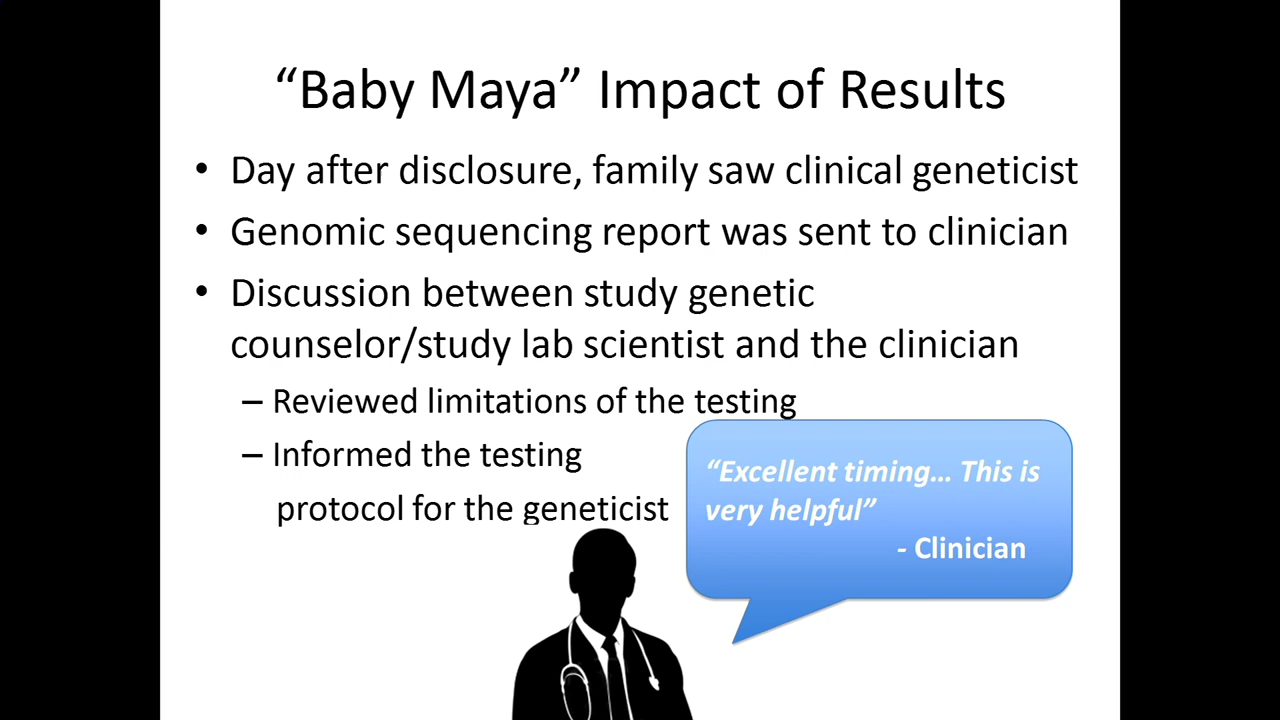 “Baby Maya” Impact of Results
• Day after disclosure, family saw clinical geneticist
• Genomic sequencing report was sent to clinician
• Discussion between study genetic
counselor/study lab scientist and the clinician
– Reviewed limitations of the testing
– Informed the testing
protocol for the geneticist
“Excellent timing... This is
very helpful”
- Clinician